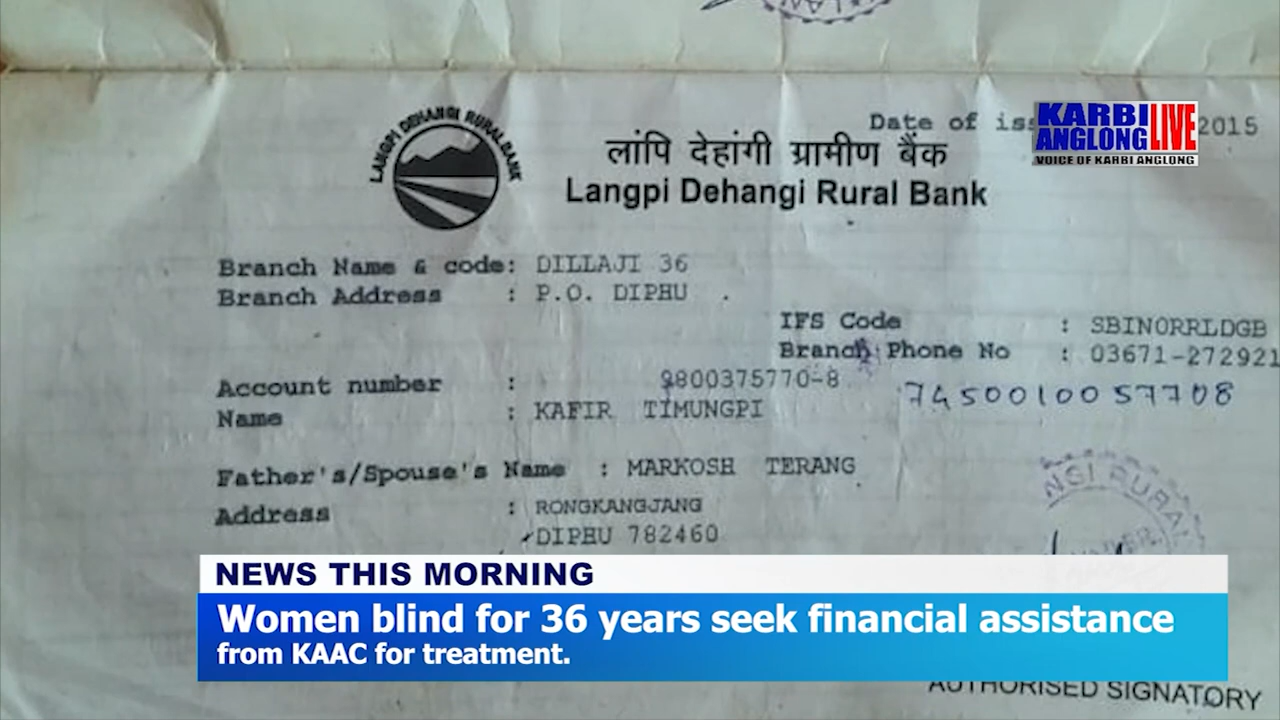 LANGPI DEHANGI RURAL BANK
Date of iss 2015
KARBI ANGLONG LIVE
VOICE OF KARBI ANGLONG
लांपि देहांगी ग्रामीण बैंक
Langpi Dehangi Rural Bank
Branch Name & code: DILLAJI 36
Branch Address : P.O. DIPHU .
IFS Code : SBINORRLDGB
Branch Phone No : 03671-272921
Account number : 9800375770-8
7450010057708
Name : KAFIR TIMUNGPI
Father's/Spouse's Name : MARKOSH TERANG
Address : RONGKANGJANG
DIPHU 782460
NGI RURAL
NEWS THIS MORNING
Women blind for 36 years seek financial assistance
from KAAC for treatment.
AUTHORISED SIGNATORY